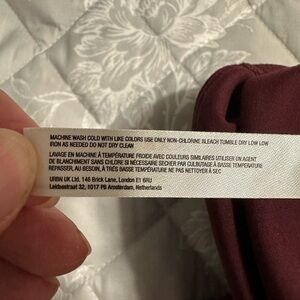 MACHINE WASH COLD WITH LIKE COLORS USE ONLY NON-CHLORINE BLEACH TUMBLE DRY LOW LOW
IRON AS NEEDED DO NOT DRY CLEAN
LAVAGE EN MACHINE À TEMPÉRATURE FROIDE AVEC COULEURS SIMILAIRES UTILISER UN AGENT
DE BLANCHIMENT SANS CHLORE SI NÉCESSAIRE SÉCHER PAR CULBUTAGE À BASSE TEMPÉRATURE
REPASSER, AU BESOIN, À TRÈS BASSE TEMPÉRATURE NE PAS NETTOYER À SEC
URBN UK Ltd. 146 Brick Lane, London E1 6RU
Leidsestraat 32, 1017 PB Amsterdam, Netherlands